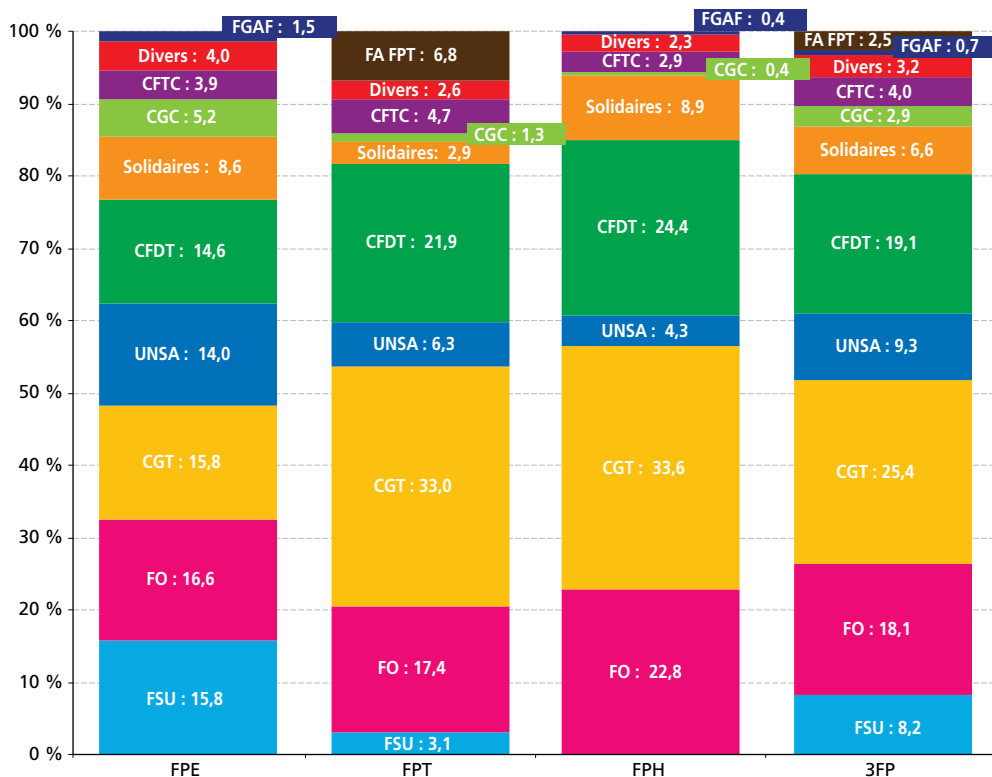 100 %
90 %
80 %
70 %
60 %
50 %
40 %
30 %
20 %
10 %
0 %
FGAF : 1,5
Divers : 4,0
CFTC : 3,9
CGC : 5,2
Solidaires : 8,6
CFDT : 14,6
UNSA : 14,0
CGT : 15,8
FO : 16,6
FSU : 15,8
FPE
FA FPT : 6,8
Divers : 2,6
CFTC : 4,7
CGC : 1,3
Solidaires: 2,9
CFDT : 21,9
UNSA : 6,3
CGT : 33,0
FO : 17,4
FSU : 3,1
FPT
FGAF : 0,4
Divers : 2,3
CFTC : 2,9
CGC : 0,4
Solidaires : 8,9
CFDT : 24,4
UNSA : 4,3
CGT : 33,6
FO : 22,8
FPH
FA FPT : 2,5
FGAF : 0,7
Divers : 3,2
CFTC : 4,0
CGC : 2,9
Solidaires : 6,6
CFDT : 19,1
UNSA : 9,3
CGT : 25,4
FO : 18,1
FSU : 8,2
3FP